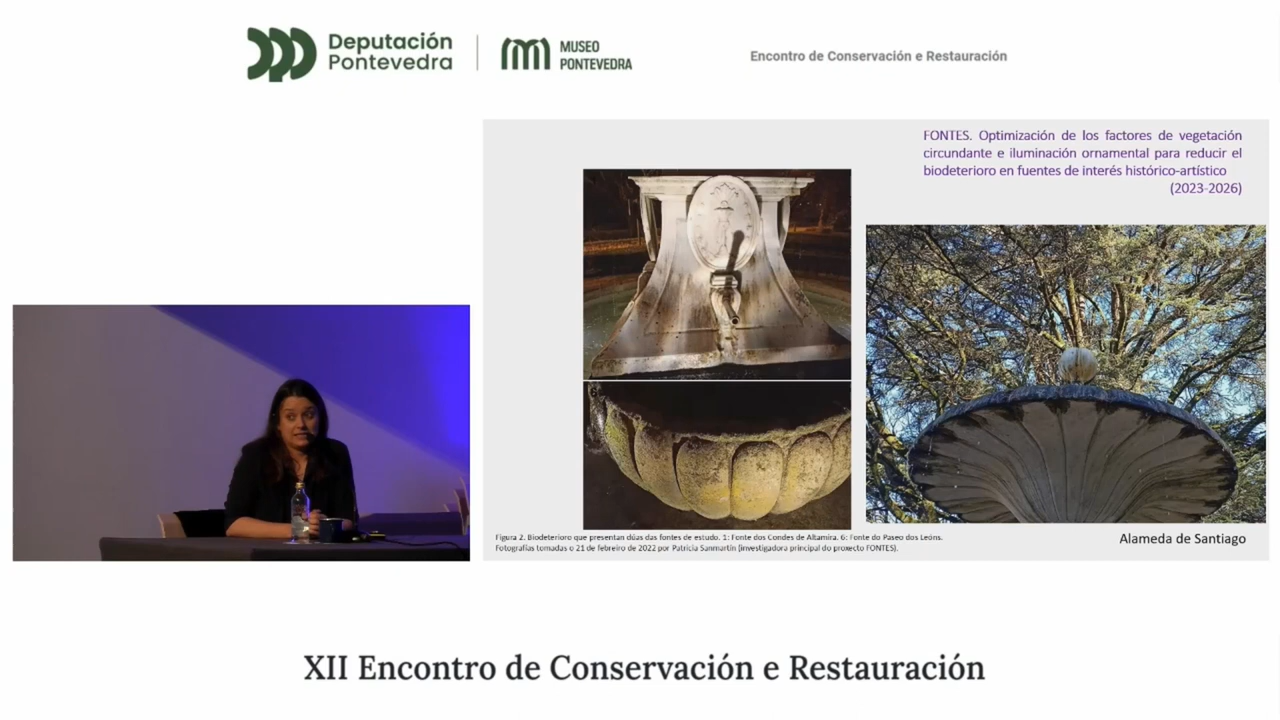 Deputación
Pontevedra
MUSEO
PONTEVEDRA
Encontro de Conservación e Restauración
FONTES. Optimización de los factores de vegetación
circundante e iluminación ornamental para reducir el
biodeterioro en fuentes de interés histórico-artístico
(2023-2026)
Figura 2. Biodeterioro que presentan dúas das fontes de estudo. 1: Fonte dos Condes de Altamira. 6: Fonte do Paseo dos Leóns.
Fotografías tomadas o 21 de febreiro de 2022 por Patricia Sanmartín (investigadora principal do proxecto FONTES).
Alameda de Santiago
XII Encontro de Conservación e Restauración